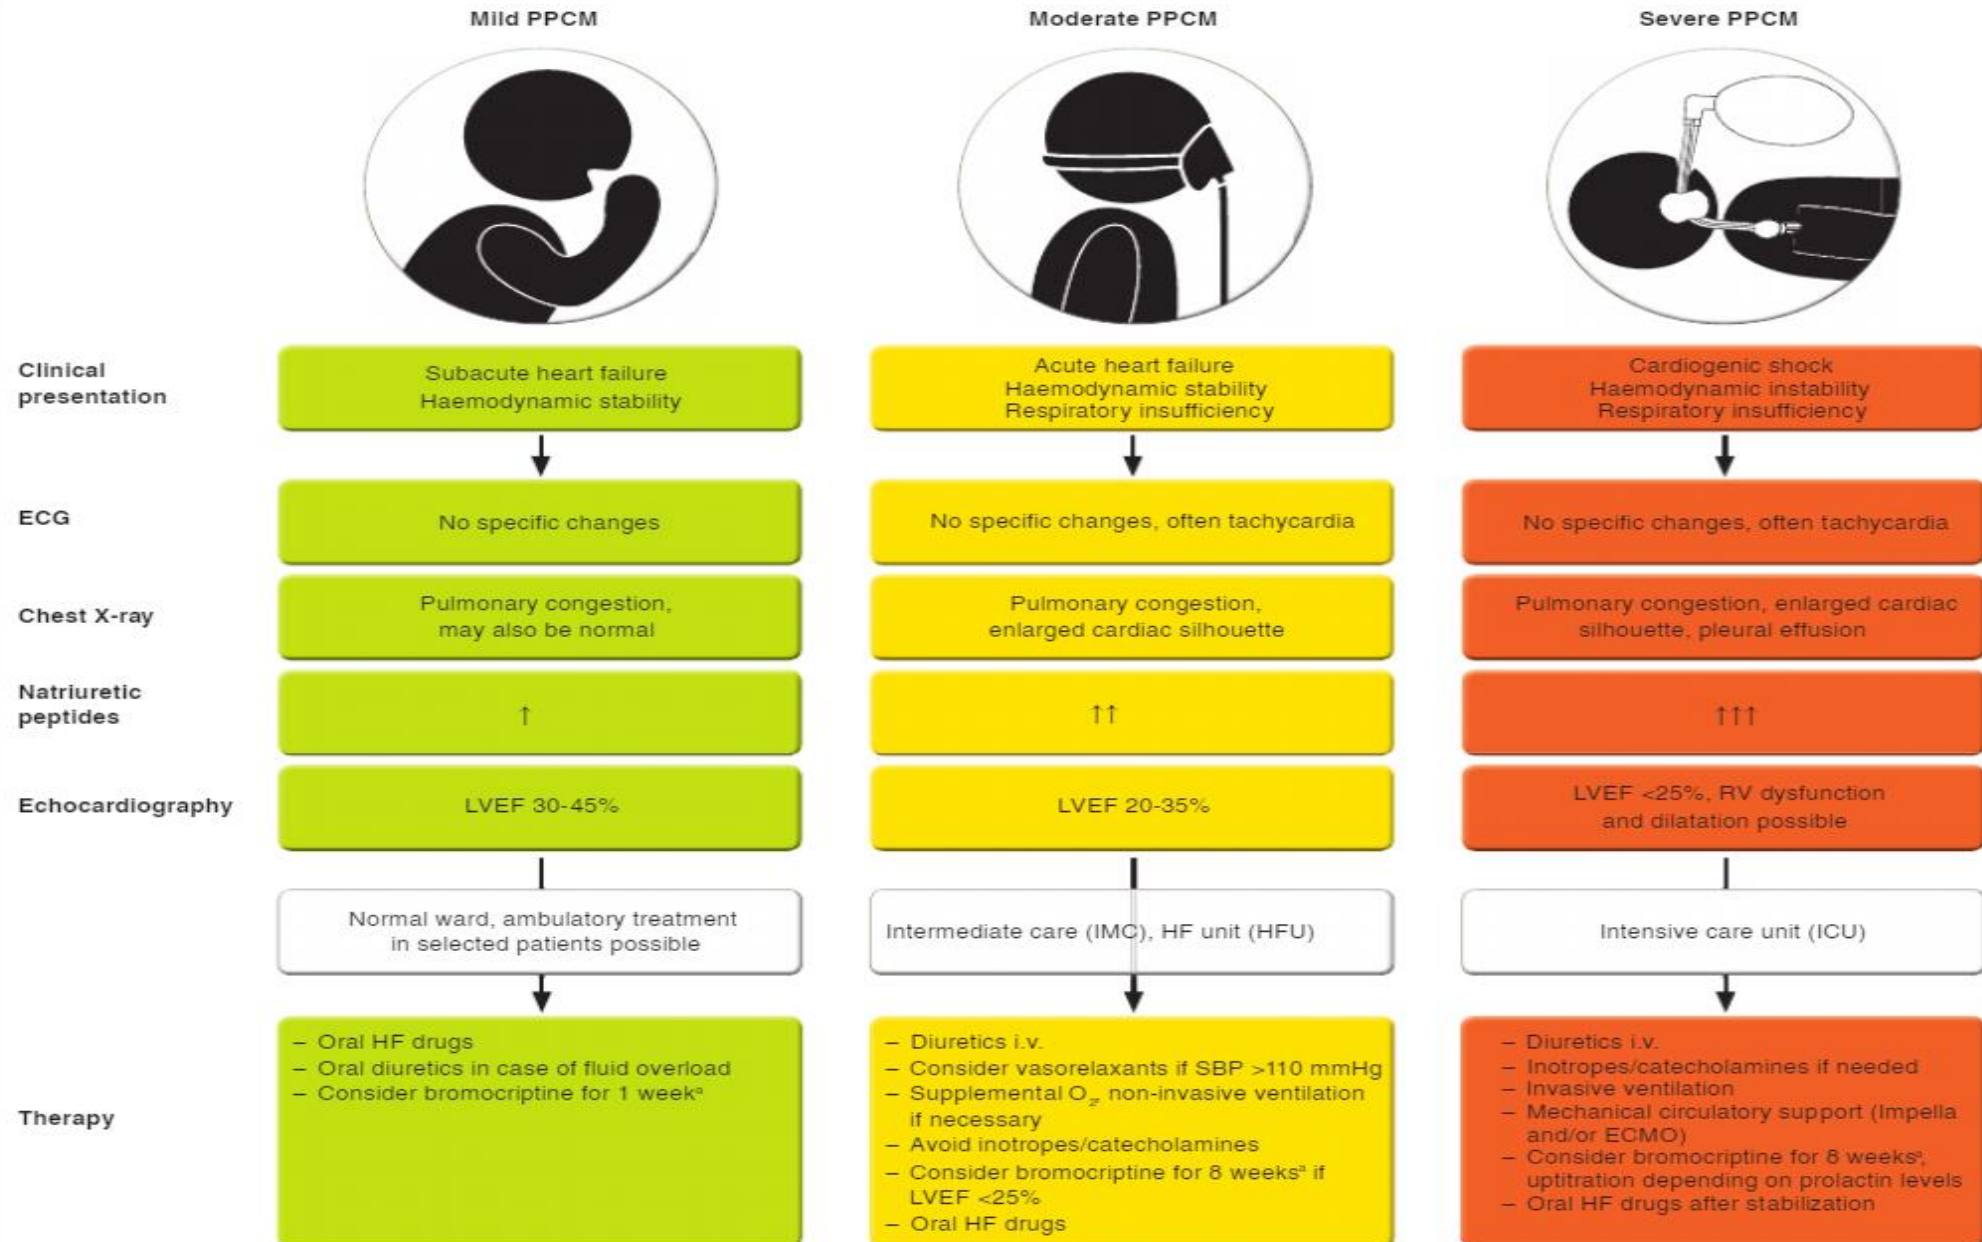 Mild PPCM
Moderate PPCM
Severe PPCM
Clinical
presentation
Subacute heart failure
Haemodynamic stability
Acute heart failure
Haemodynamic stability
Respiratory insufficiency
Cardiogenic shock
Haemodynamic instability
Respiratory insufficiency
ECG
No specific changes
No specific changes, often tachycardia
No specific changes, often tachycardia
Chest X-ray
Pulmonary congestion,
may also be normal
Pulmonary congestion,
enlarged cardiac silhouette
Pulmonary congestion, enlarged cardiac
silhouette, pleural effusion
Natriuretic
peptides
↑
↑↑
↑↑↑
Echocardiography
LVEF 30-45%
LVEF 20-35%
LVEF <25%, RV dysfunction
and dilatation possible
Normal ward, ambulatory treatment
in selected patients possible
Intermediate care (IMC), HF unit (HFU)
Intensive care unit (ICU)
Therapy
– Oral HF drugs
– Oral diuretics in case of fluid overload
– Consider bromocriptine for 1 weekᵃ
– Diuretics i.v.
– Consider vasorelaxants if SBP >110 mmHg
– Supplemental O₂, non-invasive ventilation
if necessary
– Avoid inotropes/catecholamines
– Consider bromocriptine for 8 weeksᵃ if
LVEF <25%
– Oral HF drugs
– Diuretics i.v.
– Inotropes/catecholamines if needed
– Invasive ventilation
– Mechanical circulatory support (Impella
and/or ECMO)
– Consider bromocriptine for 8 weeksᵃ,
uptitration depending on prolactin levels
– Oral HF drugs after stabilization